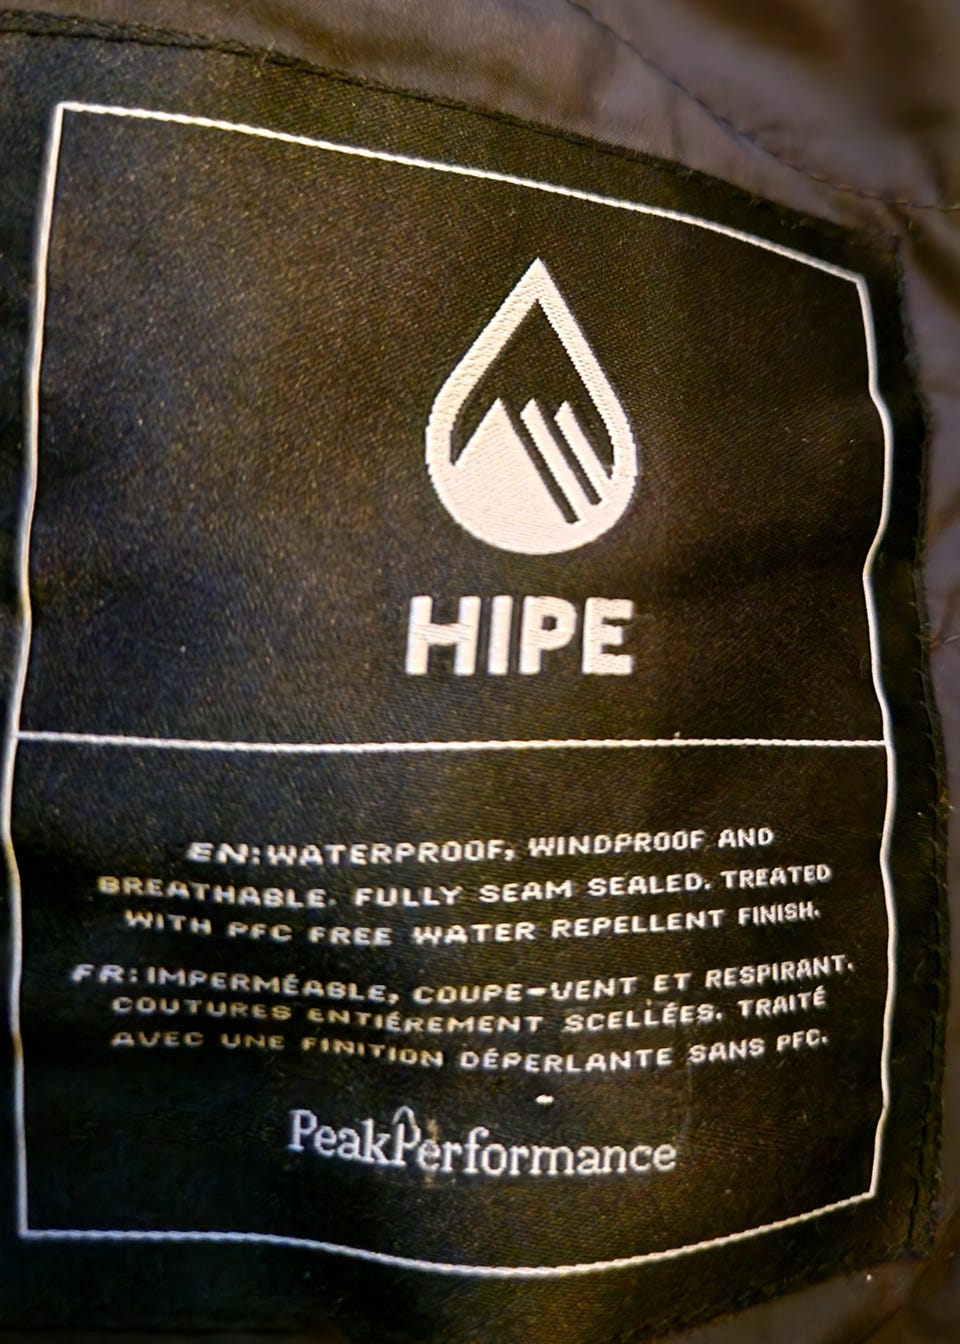 HIPE
EN:WATERPROOF, WINDPROOF AND
BREATHABLE. FULLY SEAM SEALED. TREATED
WITH PFC FREE WATER REPELLENT FINISH.
FR:IMPERMÉABLE, COUPE-VENT ET RESPIRANT.
COUTURES ENTIÉREMENT SCELLÉES. TRAITÉ
AVEC UNE FINITION DÉPERLANTE SANS PFC.
PeakPerformance